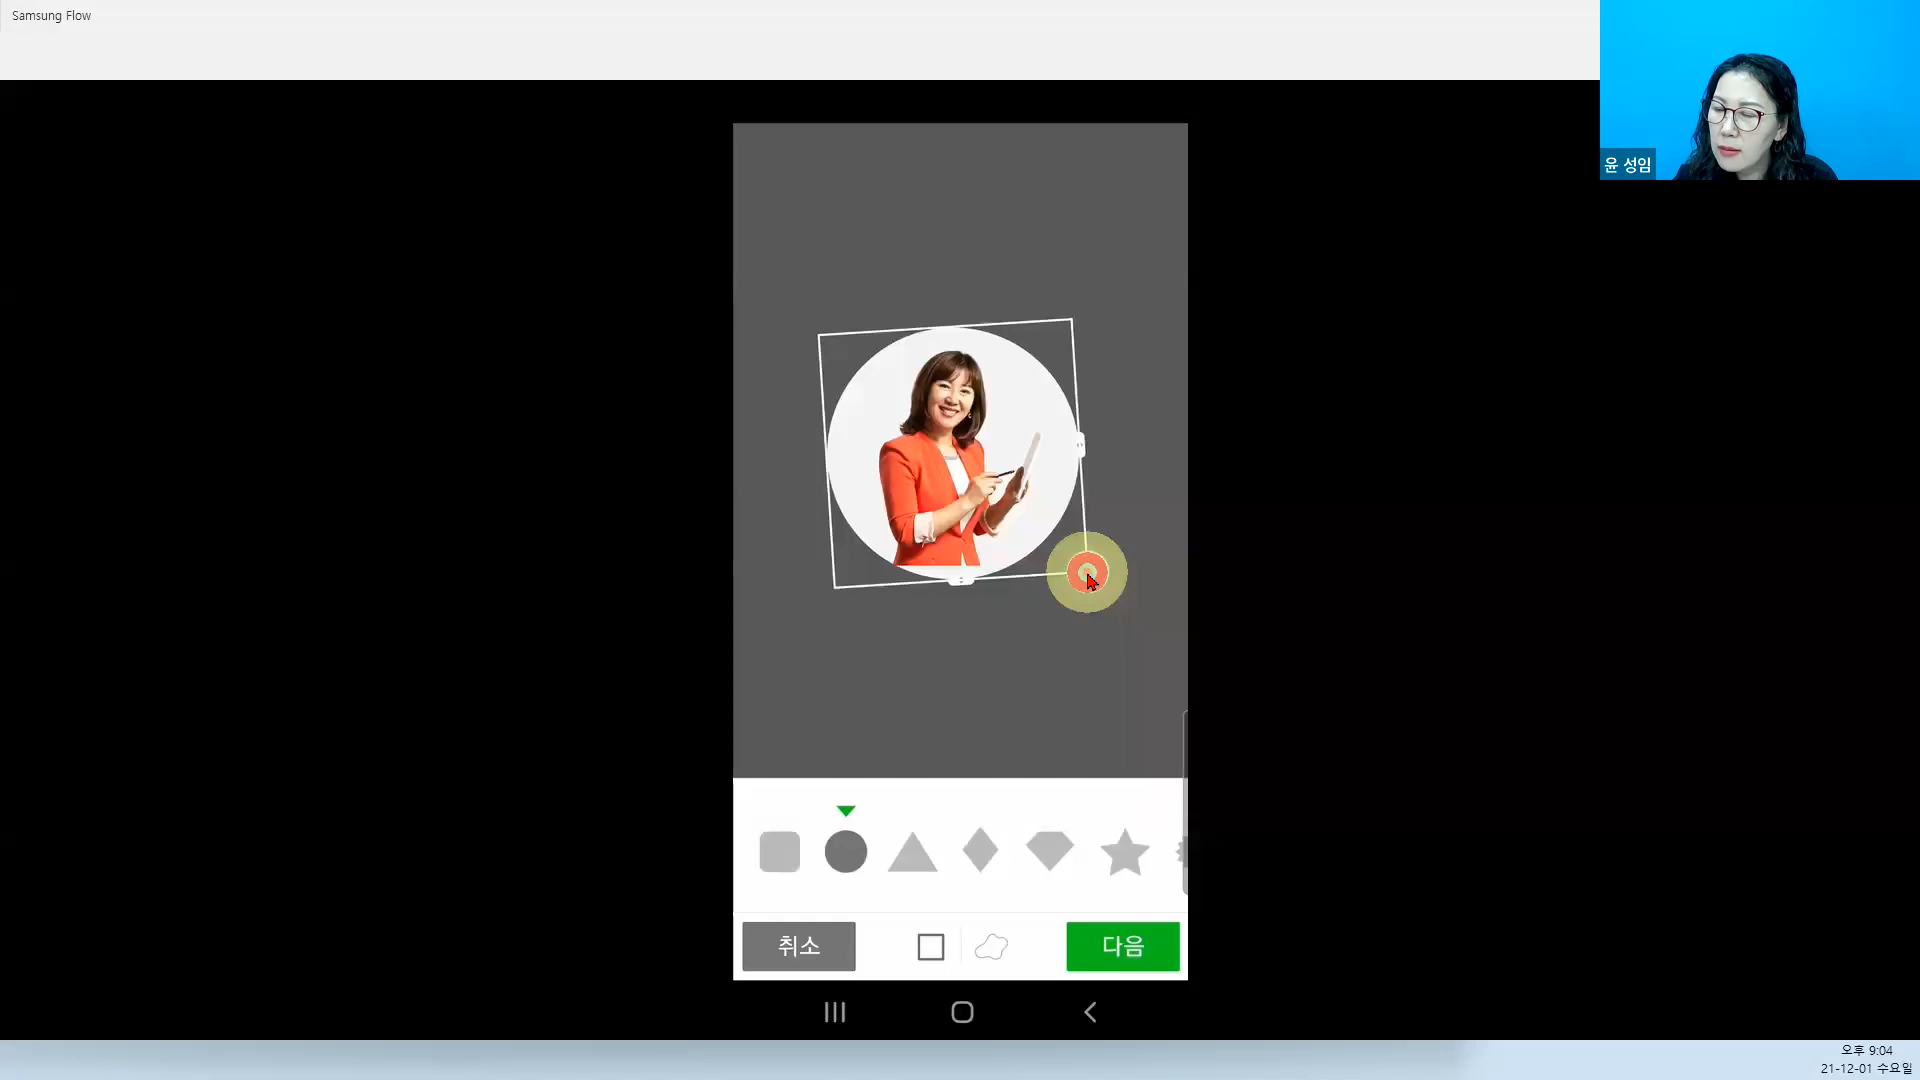 Samsung Flow
윤 성임
취소
다음
오후 9:04
21-12-01 수요일